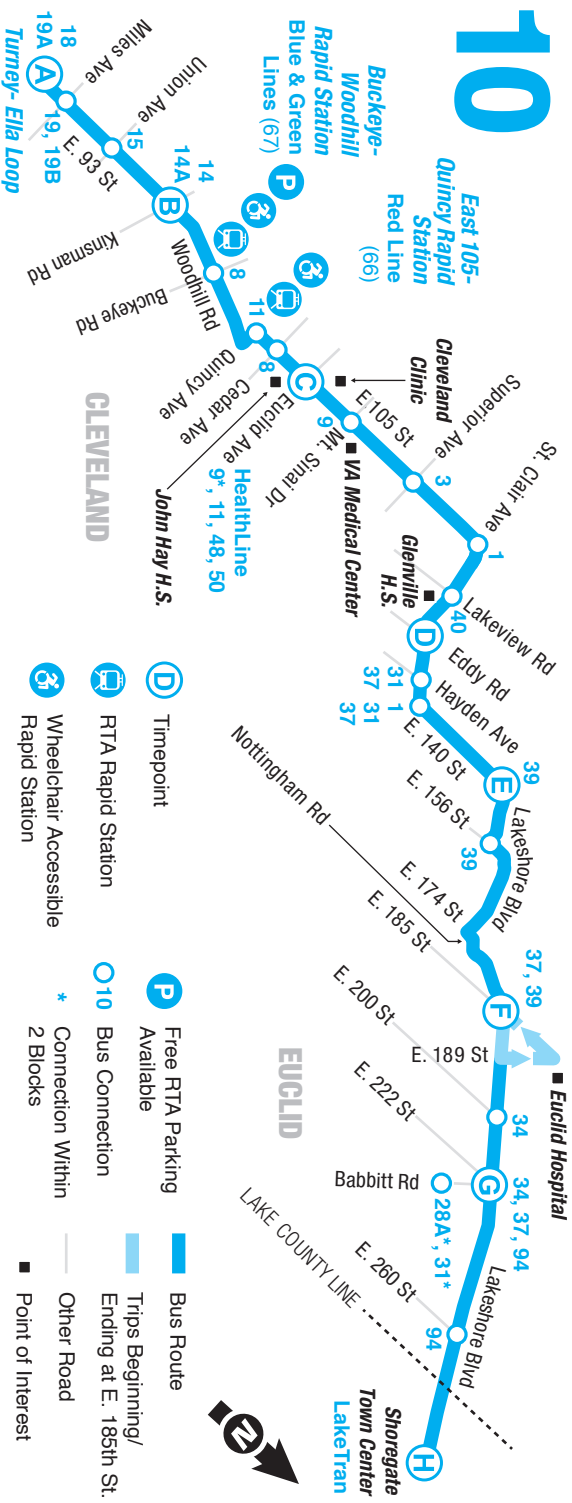 10
Turney- Ella Loop
A
18
19A
19, 19B
Miles Ave
Union Ave
15
E. 93 St
14
14A
B
Kinsman Rd
Buckeye-
Woodhill
Rapid Station
Blue & Green
Lines (67)
P
Woodhill Rd
8
Buckeye Rd
East 105-
Quincy Rapid
Station
Red Line
(66)
11
Quincy Ave
8
Cedar Ave
C
Euclid Ave
HealthLine
9*, 11, 48, 50
John Hay H.S.
Cleveland
Clinic
E 105 St
9
Mt. Sinai Dr
VA Medical Center
Superior Ave
3
St. Clair Ave
1
Glenville
H.S.
40
Lakeview Rd
D
Eddy Rd
31
37
Hayden Ave
1
31
37
E. 140 St
39
E
Lakeshore Blvd
E. 156 St
39
E. 174 St
Nottingham Rd
E. 185 St
37, 39
F
E. 189 St
Euclid Hospital
E. 200 St
34
E. 222 St
34, 37, 94
G
Babbitt Rd
28A*, 31*
E. 260 St
94
Lakeshore Blvd
LAKE COUNTY LINE
H
Shoregate
Town Center
LakeTran
CLEVELAND
EUCLID
D
Timepoint
RTA Rapid Station
Wheelchair Accessible
Rapid Station
P
Free RTA Parking
Available
10
Bus Connection
*
Connection Within
2 Blocks
Bus Route
Trips Beginning/
Ending at E. 185th St.
Other Road
Point of Interest
N